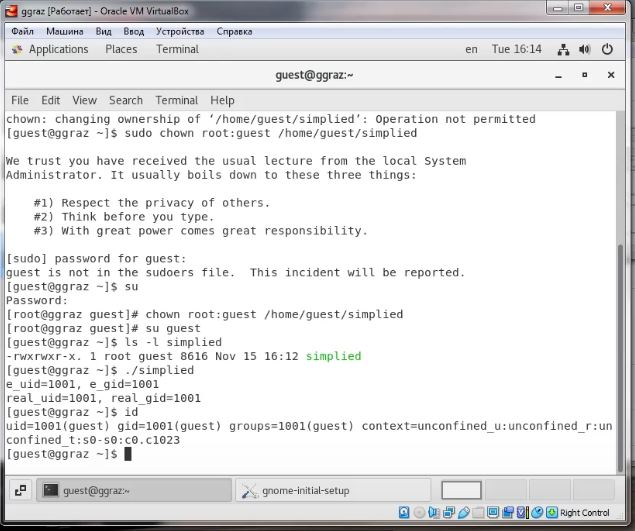 ggraz [Работает] - Oracle VM VirtualBox
Файл Машина Вид Ввод Устройства Справка
Applications Places Terminal en Tue 16:14
guest@ggraz:~
File Edit View Search Terminal Help
chown: changing ownership of ‘/home/guest/simplied’: Operation not permitted
[guest@ggraz ~]$ sudo chown root:guest /home/guest/simplied
We trust you have received the usual lecture from the local System
Administrator. It usually boils down to these three things:
#1) Respect the privacy of others.
#2) Think before you type.
#3) With great power comes great responsibility.
[sudo] password for guest:
guest is not in the sudoers file.  This incident will be reported.
[guest@ggraz ~]$ su
Password:
[root@ggraz guest]# chown root:guest /home/guest/simplied
[root@ggraz guest]# su guest
[guest@ggraz ~]$ ls -l simplied
-rwxrwxr-x. 1 root guest 8616 Nov 15 16:12 simplied
[guest@ggraz ~]$ ./simplied
e_uid=1001, e_gid=1001
real_uid=1001, real_gid=1001
[guest@ggraz ~]$ id
uid=1001(guest) gid=1001(guest) groups=1001(guest) context=unconfined_u:unconfined_r:un
confined_t:s0-s0:c0.c1023
[guest@ggraz ~]$
guest@ggraz:~ gnome-initial-setup
Right Control